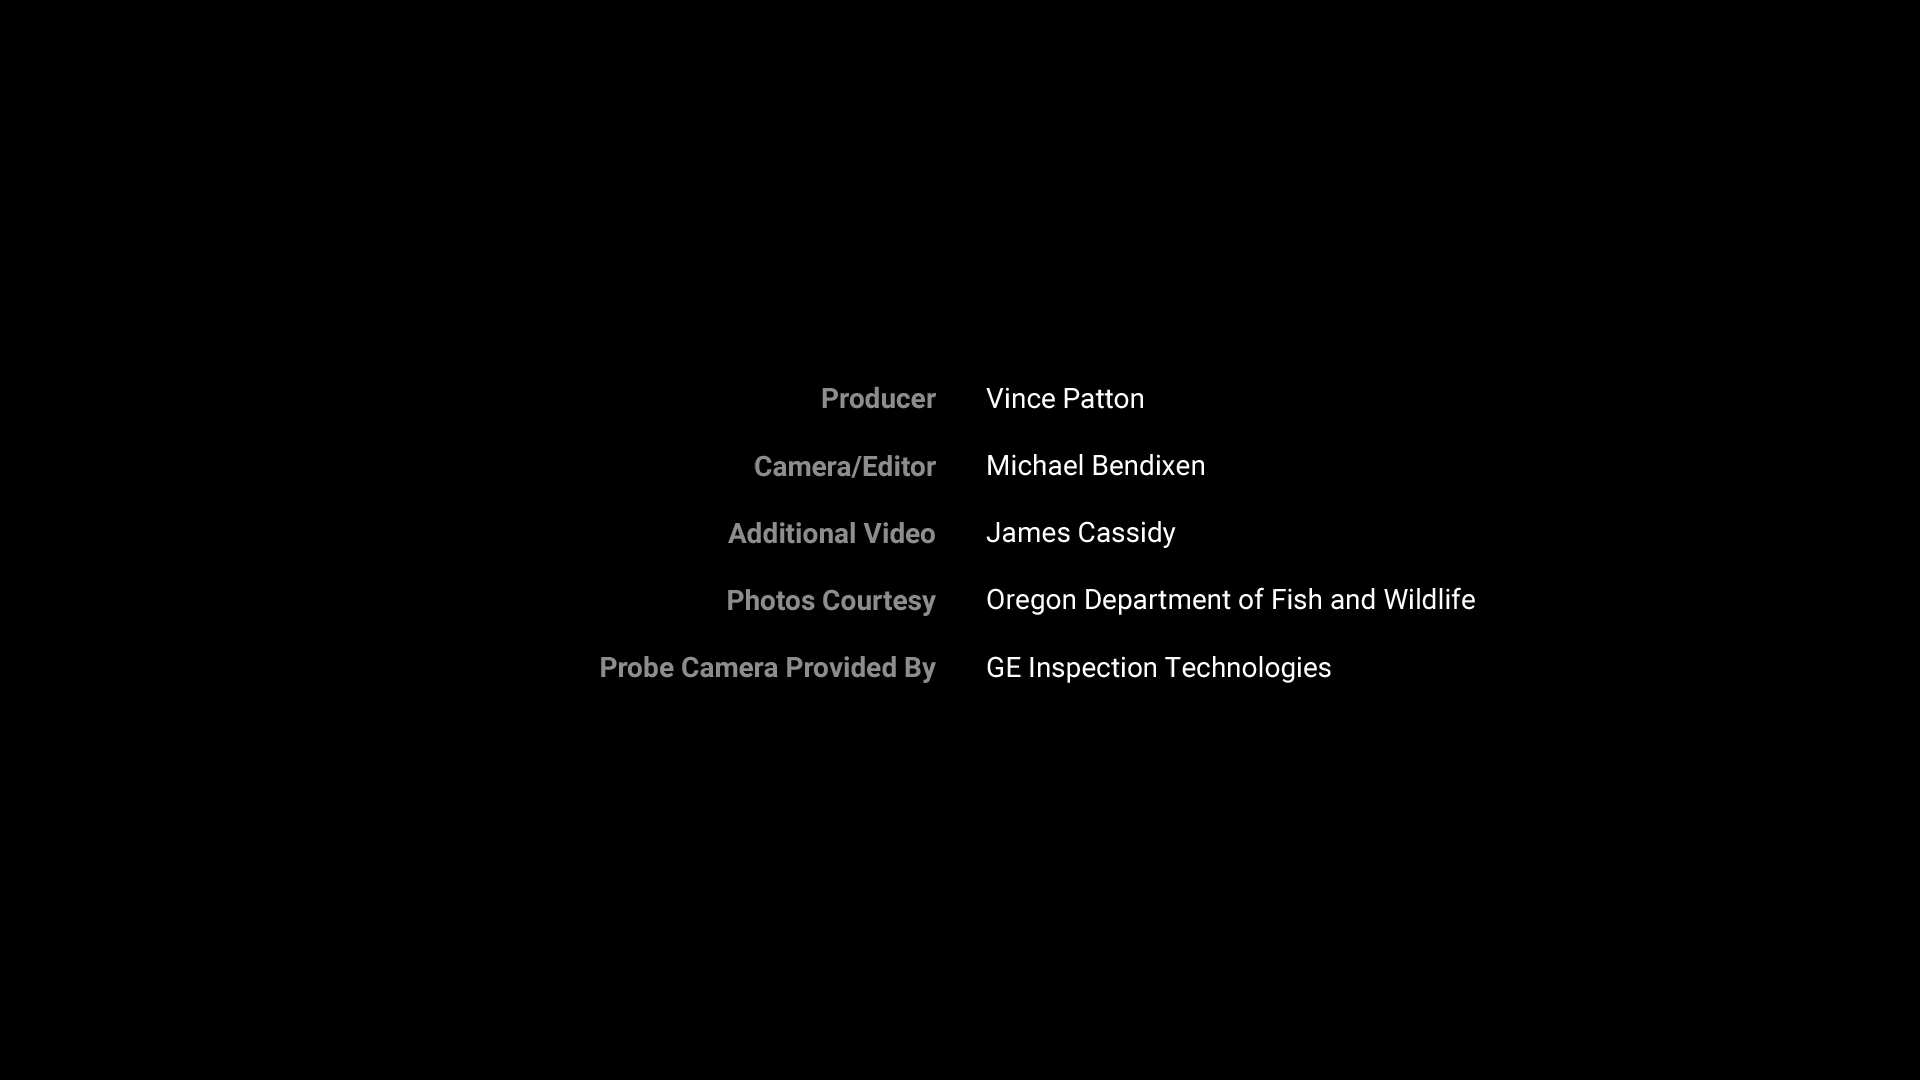 Producer Vince Patton
Camera/Editor Michael Bendixen
Additional Video James Cassidy
Photos Courtesy Oregon Department of Fish and Wildlife
Probe Camera Provided By GE Inspection Technologies